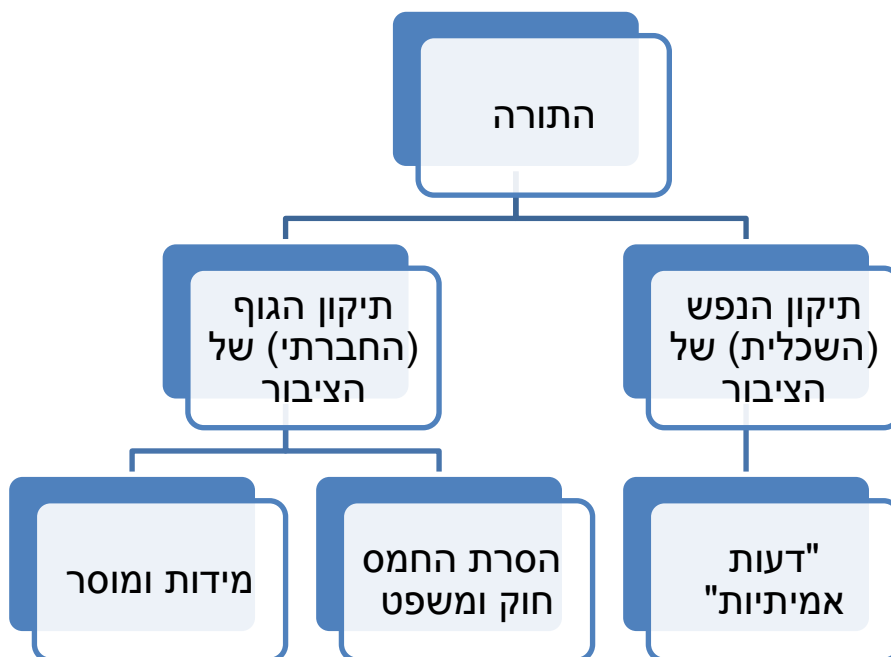 התורה
תיקון הנפש
(השכלית) של
הציבור
תיקון הגוף
(החברתי) של
הציבור
"דעות
אמיתיות"
הסרת החמס
חוק ומשפט
מידות ומוסר